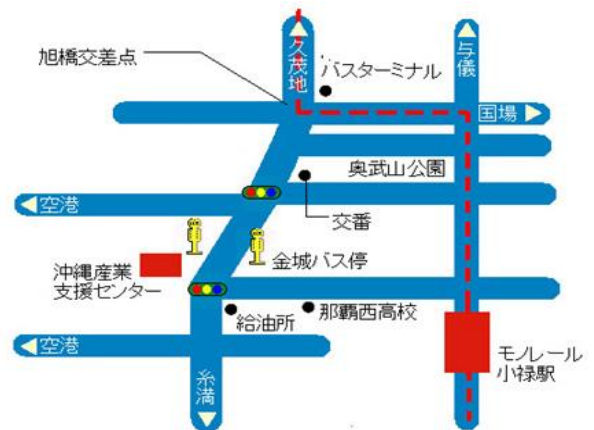 久茂地
与儀
旭橋交差点
バスターミナル
国場
奥武山公園
空港
交番
金城バス停
沖縄産業
支援センター
給油所
那覇西高校
空港
モノレール
小禄駅
糸満